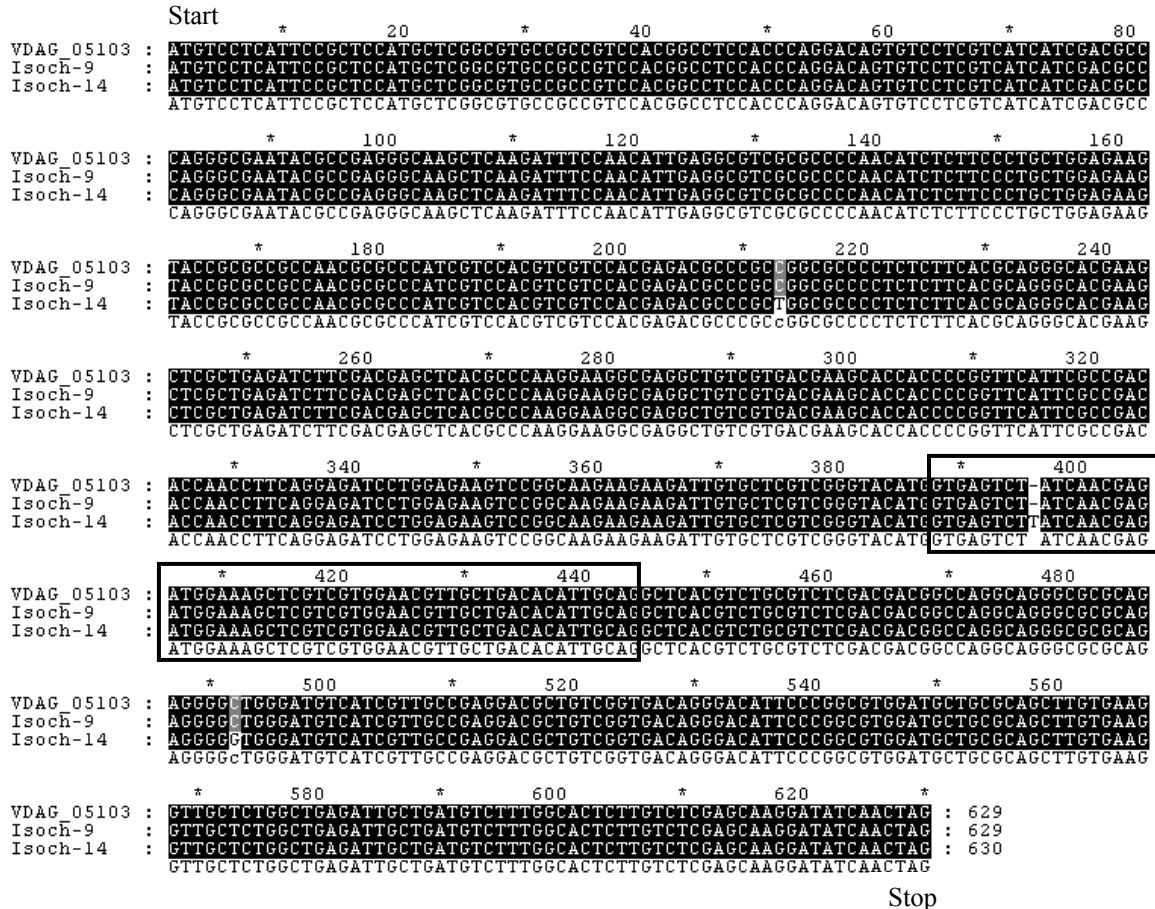 Start
* 20 * 40 * 60 * 80
VDAG_05103 : ATGTCCTCATTCCGCTCCATGCTCGGCGTGCCGCCGTCCACGGCCTCCACCCAGGACAGTGTCCTCGTCATCATCGACGCC
Isoch-9 : ATGTCCTCATTCCGCTCCATGCTCGGCGTGCCGCCGTCCACGGCCTCCACCCAGGACAGTGTCCTCGTCATCATCGACGCC
Isoch-14 : ATGTCCTCATTCCGCTCCATGCTCGGCGTGCCGCCGTCCACGGCCTCCACCCAGGACAGTGTCCTCGTCATCATCGACGCC
ATGTCCTCATTCCGCTCCATGCTCGGCGTGCCGCCGTCCACGGCCTCCACCCAGGACAGTGTCCTCGTCATCATCGACGCC
* 100 * 120 * 140 * 160
VDAG_05103 : CAGGGCGAATACGCCGAGGGCAAGCTCAAGATTTCCAACATTGAGGCGTCGCGCCCCAACATCTCTTCCCTGCTGGAGAAG
Isoch-9 : CAGGGCGAATACGCCGAGGGCAAGCTCAAGATTTCCAACATTGAGGCGTCGCGCCCCAACATCTCTTCCCTGCTGGAGAAG
Isoch-14 : CAGGGCGAATACGCCGAGGGCAAGCTCAAGATTTCCAACATTGAGGCGTCGCGCCCCAACATCTCTTCCCTGCTGGAGAAG
CAGGGCGAATACGCCGAGGGCAAGCTCAAGATTTCCAACATTGAGGCGTCGCGCCCCAACATCTCTTCCCTGCTGGAGAAG
* 180 * 200 * 220 * 240
VDAG_05103 : TACCGCGCCGCCAACGCGCCCATCGTCCACGTCGTCCACGAGACGCCCGCCGGCGCCCCTCTCTTCACGCAGGGCACGAAG
Isoch-9 : TACCGCGCCGCCAACGCGCCCATCGTCCACGTCGTCCACGAGACGCCCGCCGGCGCCCCTCTCTTCACGCAGGGCACGAAG
Isoch-14 : TACCGCGCCGCCAACGCGCCCATCGTCCACGTCGTCCACGAGACGCCCGCTGGCGCCCCTCTCTTCACGCAGGGCACGAAG
TACCGCGCCGCCAACGCGCCCATCGTCCACGTCGTCCACGAGACGCCCGCcGGCGCCCCTCTCTTCACGCAGGGCACGAAG
* 260 * 280 * 300 * 320
VDAG_05103 : CTCGCTGAGATCTTCGACGAGCTCACGCCCAAGGAAGGCGAGGCTGTCGTGACGAAGCACCACCCCGGTTCATTCGCCGAC
Isoch-9 : CTCGCTGAGATCTTCGACGAGCTCACGCCCAAGGAAGGCGAGGCTGTCGTGACGAAGCACCACCCCGGTTCATTCGCCGAC
Isoch-14 : CTCGCTGAGATCTTCGACGAGCTCACGCCCAAGGAAGGCGAGGCTGTCGTGACGAAGCACCACCCCGGTTCATTCGCCGAC
CTCGCTGAGATCTTCGACGAGCTCACGCCCAAGGAAGGCGAGGCTGTCGTGACGAAGCACCACCCCGGTTCATTCGCCGAC
* 340 * 360 * 380 * 400
VDAG_05103 : ACCAACCTTCAGGAGATCCTGGAGAAGTCCGGCAAGAAGAAGATTGTGCTCGTCGGGTACATGGTGAGTCT-ATCAACGAG
Isoch-9 : ACCAACCTTCAGGAGATCCTGGAGAAGTCCGGCAAGAAGAAGATTGTGCTCGTCGGGTACATGGTGAGTCT-ATCAACGAG
Isoch-14 : ACCAACCTTCAGGAGATCCTGGAGAAGTCCGGCAAGAAGAAGATTGTGCTCGTCGGGTACATGGTGAGTCTTATCAACGAG
ACCAACCTTCAGGAGATCCTGGAGAAGTCCGGCAAGAAGAAGATTGTGCTCGTCGGGTACATGGTGAGTCT ATCAACGAG
* 420 * 440 * 460 * 480
VDAG_05103 : ATGGAAAGCTCGTCGTGGAACGTTGCTGACACATTGCAGGCTCACGTCTGCGTCTCGACGACGGCCAGGCAGGGCGCGCAG
Isoch-9 : ATGGAAAGCTCGTCGTGGAACGTTGCTGACACATTGCAGGCTCACGTCTGCGTCTCGACGACGGCCAGGCAGGGCGCGCAG
Isoch-14 : ATGGAAAGCTCGTCGTGGAACGTTGCTGACACATTGCAGGCTCACGTCTGCGTCTCGACGACGGCCAGGCAGGGCGCGCAG
ATGGAAAGCTCGTCGTGGAACGTTGCTGACACATTGCAGGCTCACGTCTGCGTCTCGACGACGGCCAGGCAGGGCGCGCAG
* 500 * 520 * 540 * 560
VDAG_05103 : AGGGGCTGGGATGTCATCGTTGCCGAGGACGCTGTCGGTGACAGGGACATTCCCGGCGTGGATGCTGCGCAGCTTGTGAAG
Isoch-9 : AGGGGCTGGGATGTCATCGTTGCCGAGGACGCTGTCGGTGACAGGGACATTCCCGGCGTGGATGCTGCGCAGCTTGTGAAG
Isoch-14 : AGGGGGTGGGATGTCATCGTTGCCGAGGACGCTGTCGGTGACAGGGACATTCCCGGCGTGGATGCTGCGCAGCTTGTGAAG
AGGGGcTGGGATGTCATCGTTGCCGAGGACGCTGTCGGTGACAGGGACATTCCCGGCGTGGATGCTGCGCAGCTTGTGAAG
* 580 * 600 * 620 *
VDAG_05103 : GTTGCTCTGGCTGAGATTGCTGATGTCTTTGGCACTCTTGTCTCGAGCAAGGATATCAACTAG : 629
Isoch-9 : GTTGCTCTGGCTGAGATTGCTGATGTCTTTGGCACTCTTGTCTCGAGCAAGGATATCAACTAG : 629
Isoch-14 : GTTGCTCTGGCTGAGATTGCTGATGTCTTTGGCACTCTTGTCTCGAGCAAGGATATCAACTAG : 630
GTTGCTCTGGCTGAGATTGCTGATGTCTTTGGCACTCTTGTCTCGAGCAAGGATATCAACTAG
Stop